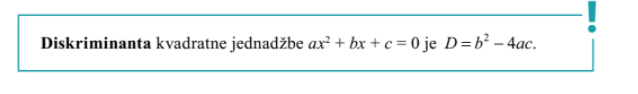 Diskriminanta kvadratne jednadžbe ax² + bx + c = 0 je D = b² – 4ac.